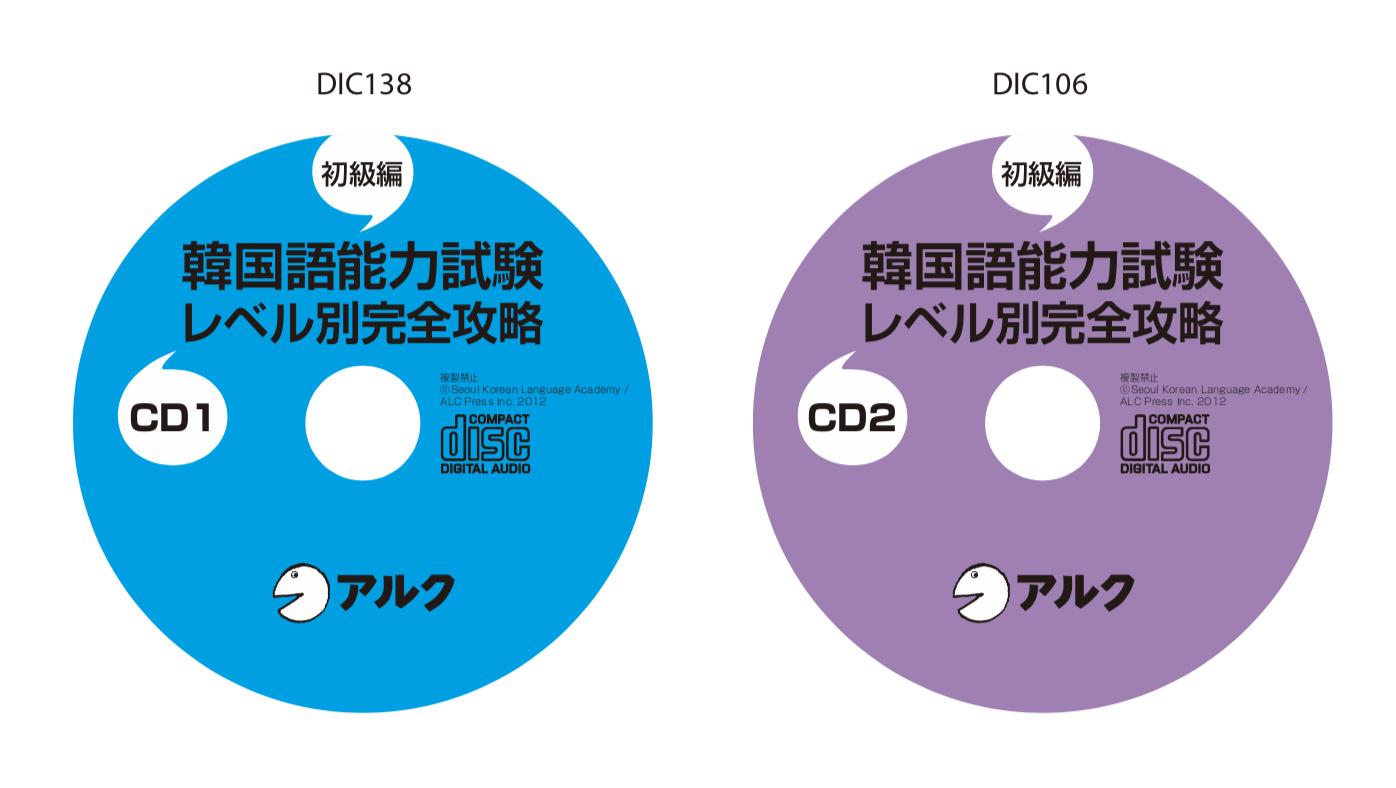 DIC138
初級編
韓国語能力試験
レベル別完全攻略
CD1
複製禁止
ⓒSeoul Korean Language Academy /
ALC Press Inc. 2012
COMPACT
disc
DIGITAL AUDIO
アルク
DIC106
初級編
韓国語能力試験
レベル別完全攻略
CD2
複製禁止
ⓒSeoul Korean Language Academy /
ALC Press Inc. 2012
COMPACT
disc
DIGITAL AUDIO
アルク